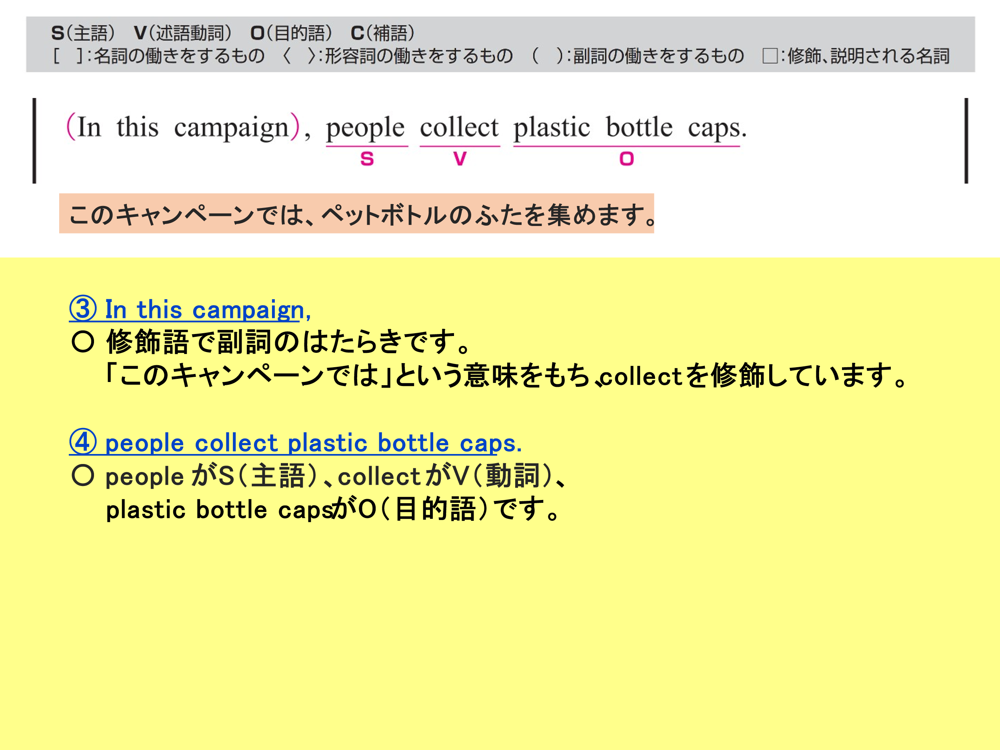 S（主語）　V（述語動詞）　O（目的語）　C（補語）
［　］：名詞の働きをするもの　〈　〉：形容詞の働きをするもの　（　）：副詞の働きをするもの　□：修飾、説明される名詞
(In this campaign), people collect plastic bottle caps.
S V O
このキャンペーンでは、ペットボトルのふたを集めます。
③ In this campaign,
○ 修飾語で副詞のはたらきです。
「このキャンペーンでは」という意味をもち、collectを修飾しています。
④ people collect plastic bottle caps.
○ people がS（主語）、collectがV（動詞）、
plastic bottle capsがO（目的語）です。